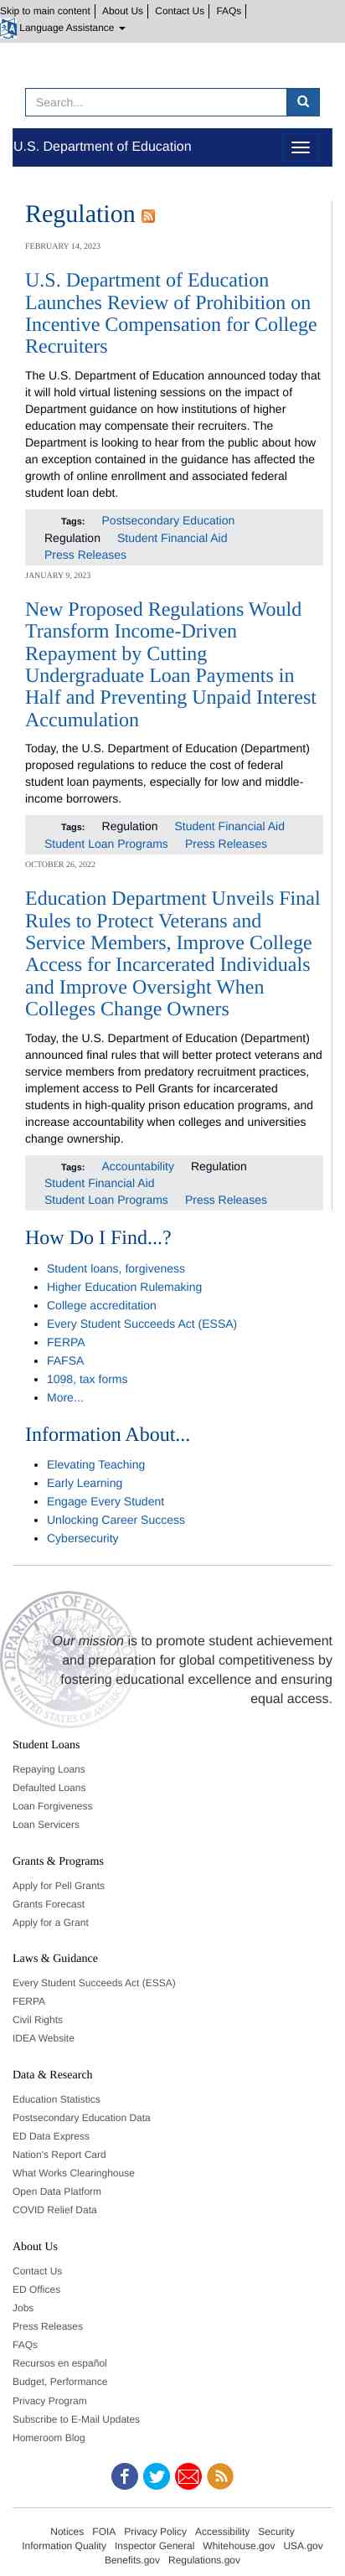 Skip to main content About Us Contact Us FAQs
Language Assistance
Search...
U.S. Department of Education
Regulation
FEBRUARY 14, 2023
U.S. Department of Education
Launches Review of Prohibition on
Incentive Compensation for College
Recruiters
The U.S. Department of Education announced today that
it will hold virtual listening sessions on the impact of
Department guidance on how institutions of higher
education may compensate their recruiters. The
Department is looking to hear from the public about how
an exception contained in the guidance has affected the
growth of online enrollment and associated federal
student loan debt.
Tags: Postsecondary Education
Regulation Student Financial Aid
Press Releases
JANUARY 9, 2023
New Proposed Regulations Would
Transform Income-Driven
Repayment by Cutting
Undergraduate Loan Payments in
Half and Preventing Unpaid Interest
Accumulation
Today, the U.S. Department of Education (Department)
proposed regulations to reduce the cost of federal
student loan payments, especially for low and middle-
income borrowers.
Tags: Regulation Student Financial Aid
Student Loan Programs Press Releases
OCTOBER 26, 2022
Education Department Unveils Final
Rules to Protect Veterans and
Service Members, Improve College
Access for Incarcerated Individuals
and Improve Oversight When
Colleges Change Owners
Today, the U.S. Department of Education (Department)
announced final rules that will better protect veterans and
service members from predatory recruitment practices,
implement access to Pell Grants for incarcerated
students in high-quality prison education programs, and
increase accountability when colleges and universities
change ownership.
Tags: Accountability Regulation
Student Financial Aid
Student Loan Programs Press Releases
How Do I Find...?
Student loans, forgiveness
Higher Education Rulemaking
College accreditation
Every Student Succeeds Act (ESSA)
FERPA
FAFSA
1098, tax forms
More...
Information About...
Elevating Teaching
Early Learning
Engage Every Student
Unlocking Career Success
Cybersecurity
Our mission is to promote student achievement
and preparation for global competitiveness by
fostering educational excellence and ensuring
equal access.
Student Loans
Repaying Loans
Defaulted Loans
Loan Forgiveness
Loan Servicers
Grants & Programs
Apply for Pell Grants
Grants Forecast
Apply for a Grant
Laws & Guidance
Every Student Succeeds Act (ESSA)
FERPA
Civil Rights
IDEA Website
Data & Research
Education Statistics
Postsecondary Education Data
ED Data Express
Nation's Report Card
What Works Clearinghouse
Open Data Platform
COVID Relief Data
About Us
Contact Us
ED Offices
Jobs
Press Releases
FAQs
Recursos en español
Budget, Performance
Privacy Program
Subscribe to E-Mail Updates
Homeroom Blog
Notices FOIA Privacy Policy Accessibility Security
Information Quality Inspector General Whitehouse.gov USA.gov
Benefits.gov Regulations.gov